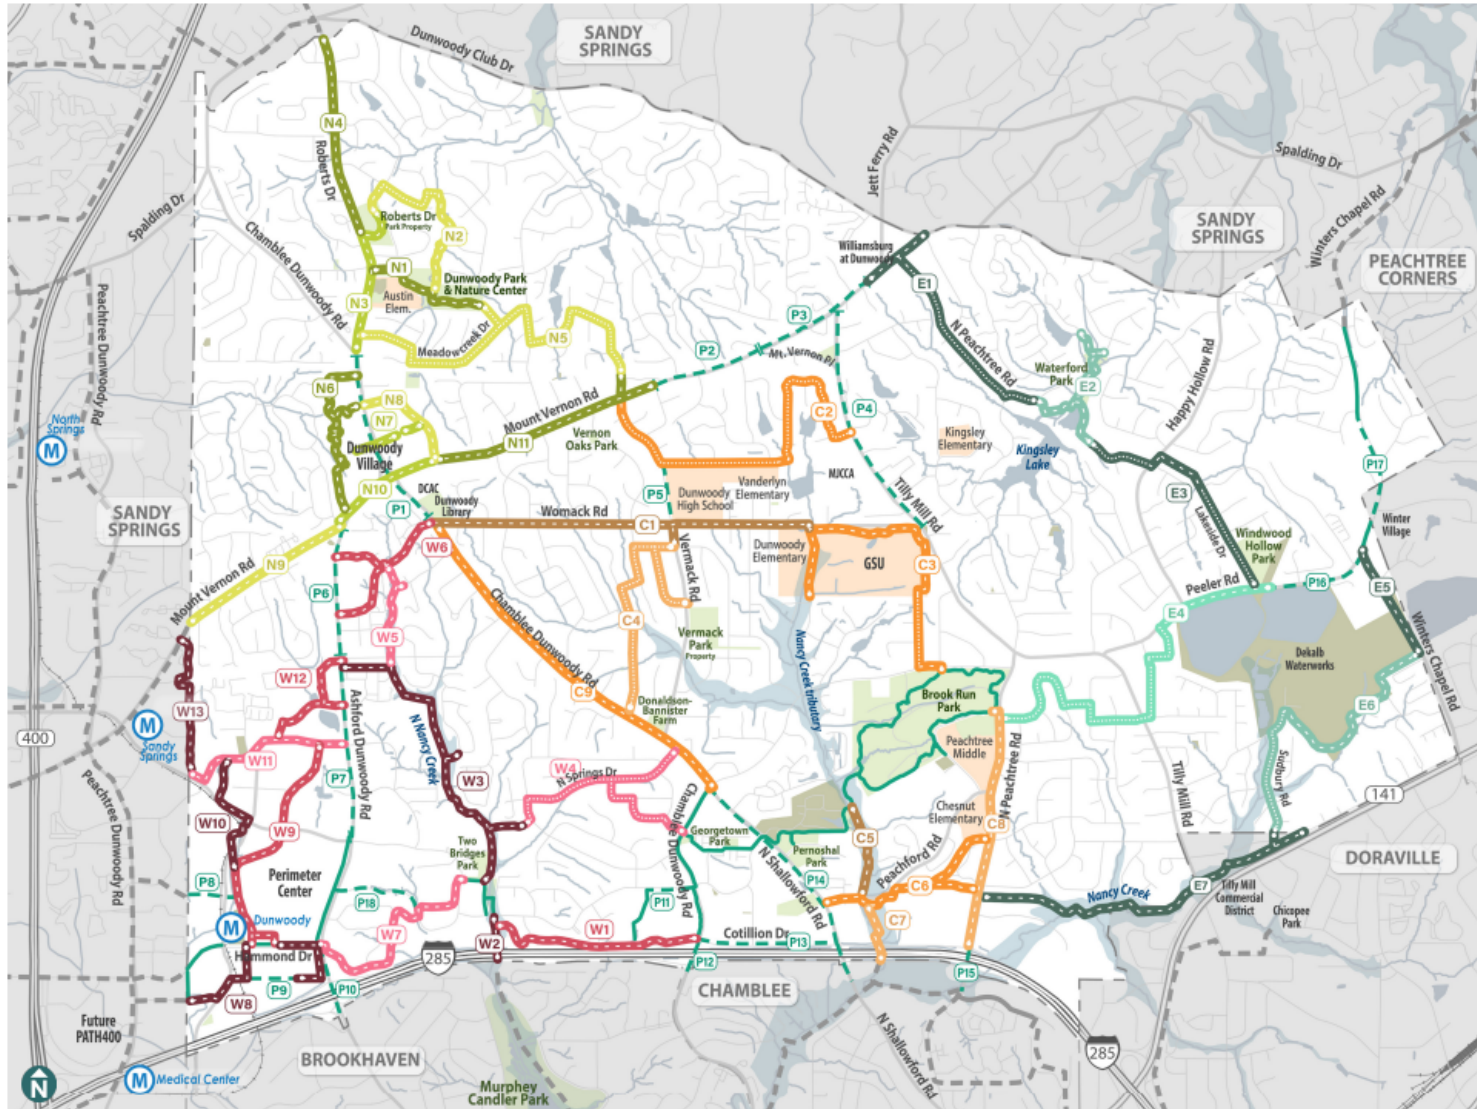 SANDY
SPRINGS
Dunwoody Club Dr
N4
Roberts Dr
Jett Ferry Rd
Spalding Dr
Spalding Dr
Winters Chapel Rd
SANDY
SPRINGS
PEACHTREE
CORNERS
Roberts Dr
Park Property
N2
Chamblee Dunwoody Rd
Williamsburg
at Dunwoody
N1
Dunwoody Park
& Nature Center
E1
N3
Austin
Elem.
Peachtree Dunwoody Rd
Meadowcreek Dr
N5
P3
P2
Mt. Vernon Pl
N Peachtree Rd
Waterford
Park
E2
Happy Hollow Rd
N6
N8
N7
Mount Vernon Rd
N11
Vernon
Oaks Park
C2
P4
Kingsley
Elementary
Kingsley
Lake
North
Springs
M
Dunwoody
Village
MJCCA
P17
N10
DCAC
Dunwoody
Library
P5
Dunwoody
High School
Vanderlyn
Elementary
Tilly Mill Rd
E3
Lakeside Dr
SANDY
SPRINGS
P1
Womack Rd
C1
Winter
Village
W6
Vermack Rd
Dunwoody
Elementary
GSU
C3
Windwood
Hollow
Park
N9
Mount Vernon Rd
P6
Peeler Rd
P16
E5
W5
C4
Chamblee Dunwoody Rd
Vermack
Park
Property
Nancy Creek tributary
E4
Winters Chapel Rd
Dekalb
Waterworks
W12
C9
Donaldson-
Bannister
Farm
Brook Run
Park
E6
W13
Ashford Dunwoody Rd
N Nancy Creek
400
M
Sandy
Springs
Peachtree
Middle
N Peachtree Rd
W11
P7
W3
W4
N Springs Dr
Tilly Mill Rd
Sudbury Rd
141
Peachtree Dunwoody Rd
W10
W9
Chamblee Dunwoody Rd
Georgetown
Park
Chesnut
Elementary
C8
Two
Bridges
Park
Pernoshal
Park
C5
Peachford Rd
DORAVILLE
Perimeter
Center
P8
P18
N Shallowford Rd
P14
C6
Nancy Creek
E7
Tilly Mill
Commercial
District
Chicopee
Park
P11
M
Dunwoody
W7
W1
Cotillion Dr
P13
C7
Hammond Dr
285
W2
P12
P15
P9
P10
W8
CHAMBLEE
Future
PATH400
BROOKHAVEN
N Shallowford Rd
285
N
M
Medical Center
Murphey
Candler Park